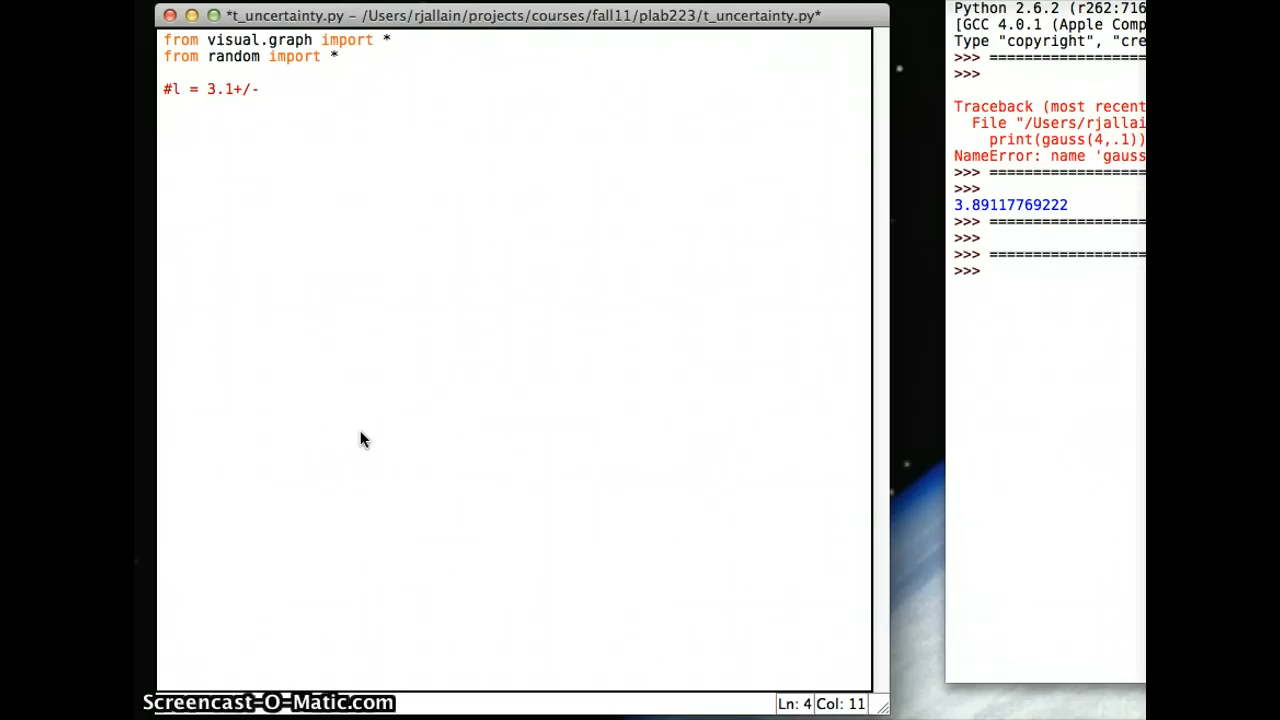 *t_uncertainty.py – /Users/rjallain/projects/courses/fall11/plab223/t_uncertainty.py*
from visual.graph import *
from random import *
#l = 3.1+/-
Ln: 4 Col: 11
Python 2.6.2 (r262:716
[GCC 4.0.1 (Apple Comp
Type "copyright", "cre
>>> ==================
>>>
Traceback (most recent
File "/Users/rjallai
print(gauss(4,.1))
NameError: name 'gauss
>>> ==================
>>>
3.89117769222
>>> ==================
>>>
>>> ==================
>>>
Screencast-O-Matic.com